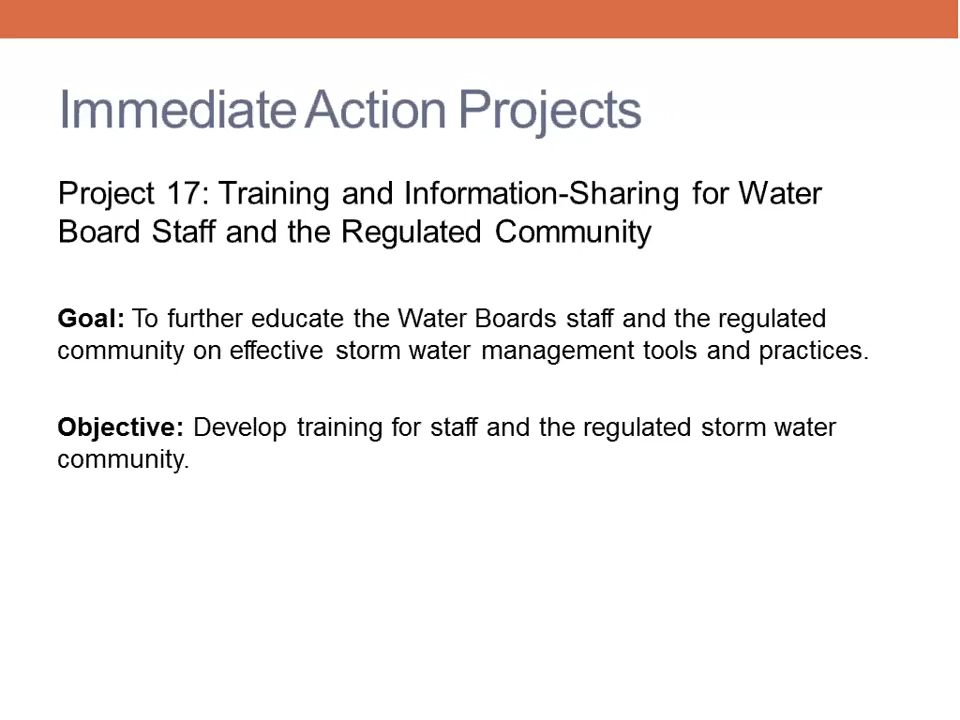 Immediate Action Projects
Project 17: Training and Information-Sharing for Water
Board Staff and the Regulated Community
Goal: To further educate the Water Boards staff and the regulated
community on effective storm water management tools and practices.
Objective: Develop training for staff and the regulated storm water
community.